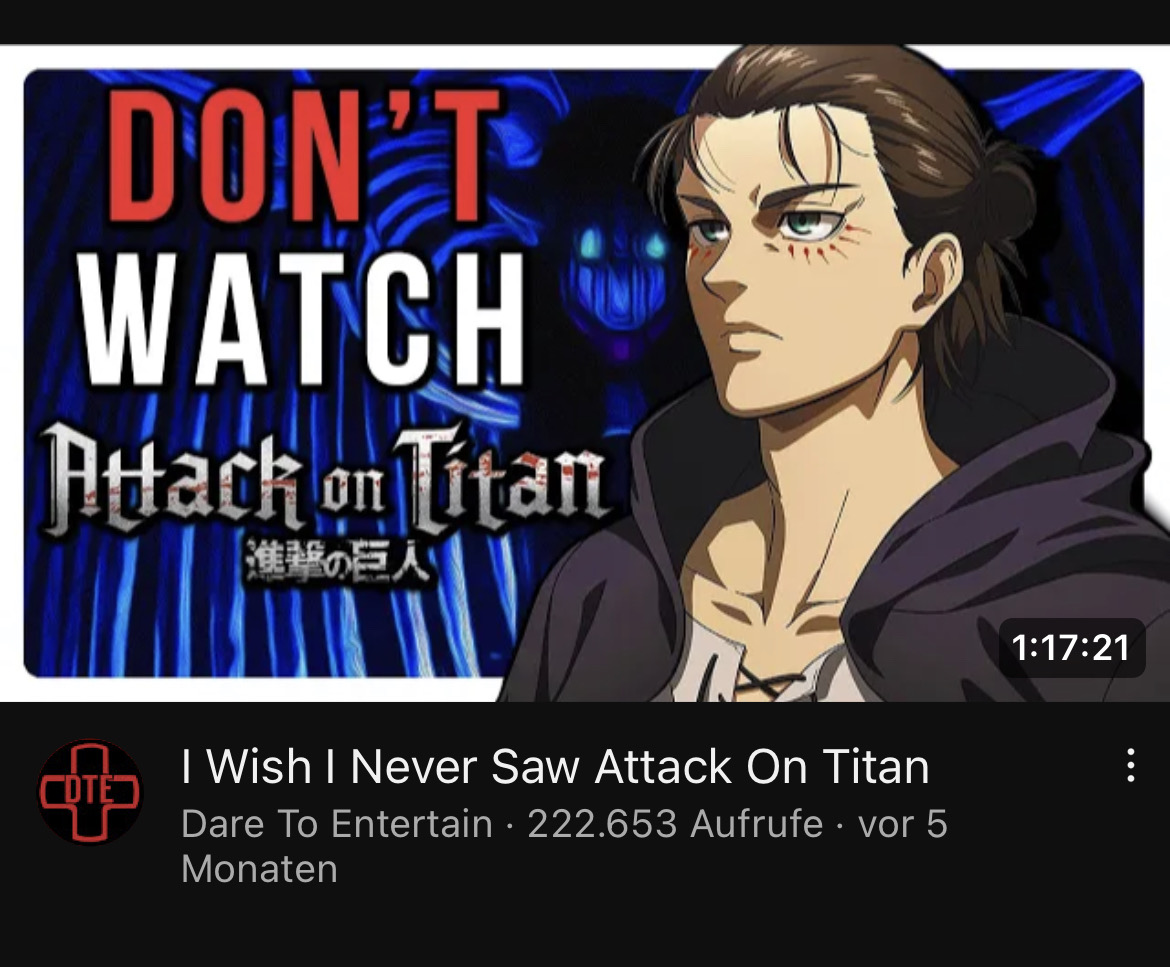 DON'T
WATCH
Attack on Titan
進撃の巨人
1:17:21
DTE
I Wish I Never Saw Attack On Titan
Dare To Entertain · 222.653 Aufrufe · vor 5
Monaten